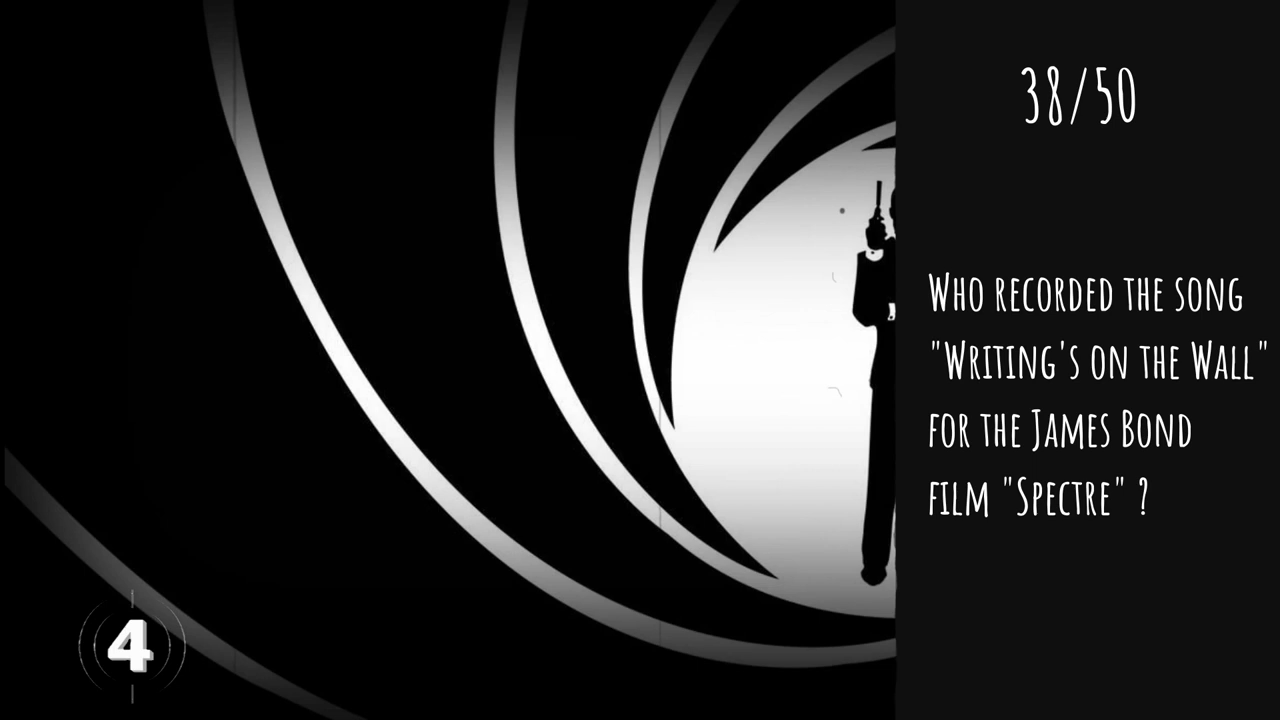 38/50
Who recorded the song
"Writing's on the Wall"
for the James Bond
film "Spectre" ?
4